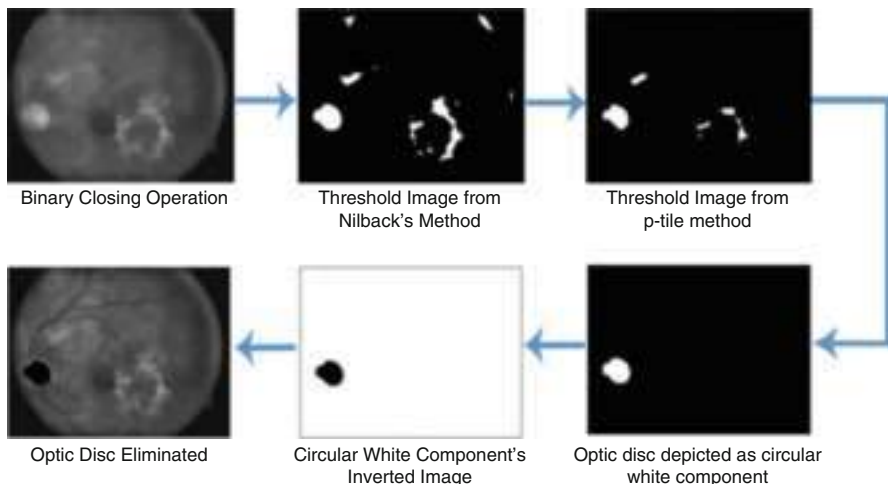 Binary Closing Operation
Threshold Image from
Nilback's Method
Threshold Image from
p-tile method
Optic Disc Eliminated
Circular White Component's
Inverted Image
Optic disc depicted as circular
white component